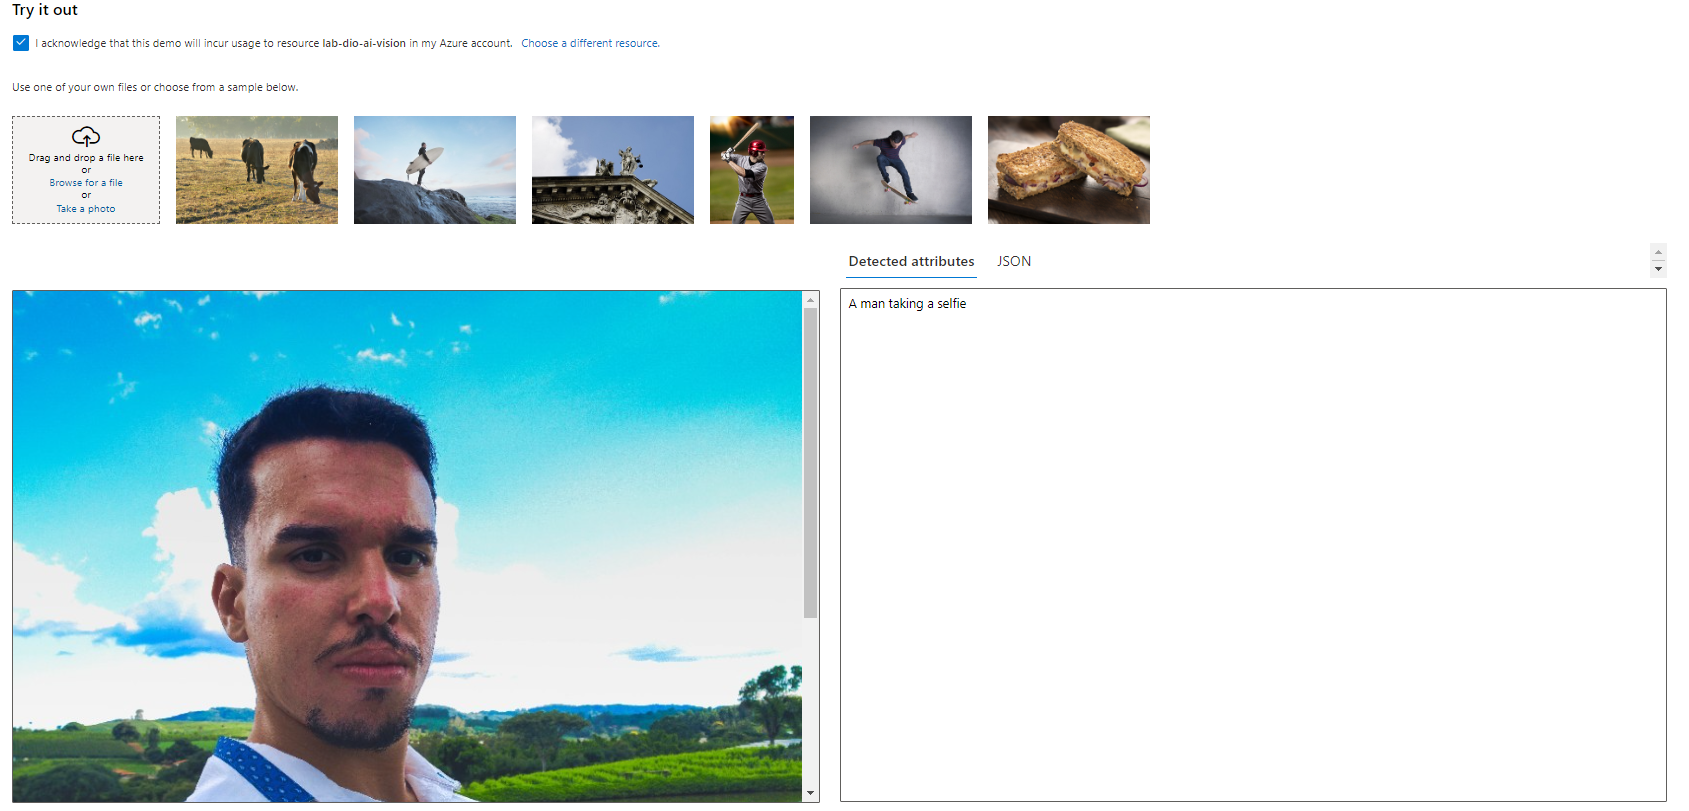 Try it out
I acknowledge that this demo will incur usage to resource lab-dio-ai-vision in my Azure account. Choose a different resource.
Use one of your own files or choose from a sample below.
Drag and drop a file here
or
Browse for a file
or
Take a photo
Detected attributes JSON
A man taking a selfie